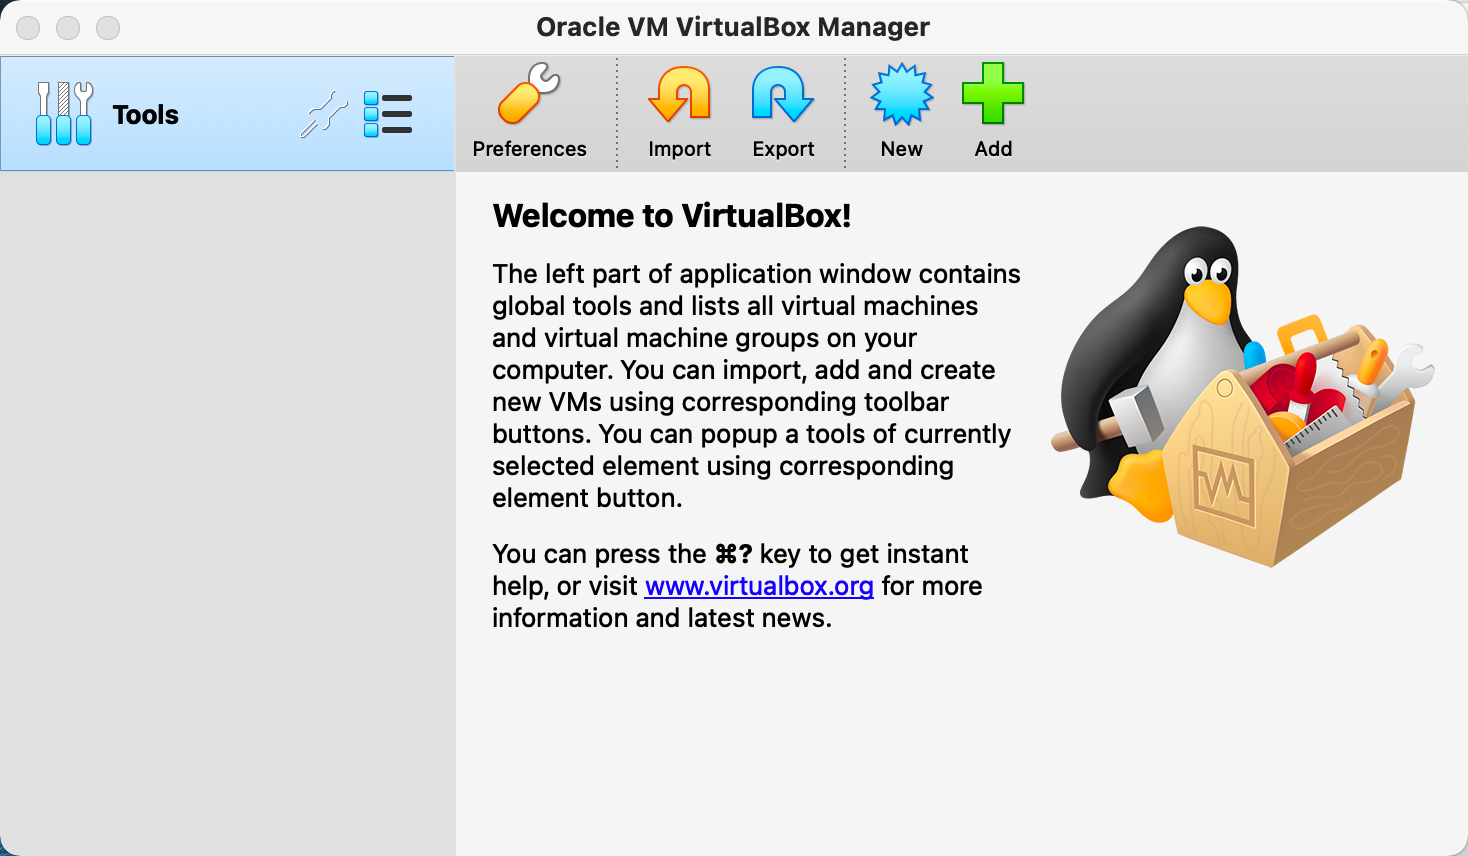 Oracle VM VirtualBox Manager
Tools
Preferences
Import
Export
New
Add
Welcome to VirtualBox!
The left part of application window contains
global tools and lists all virtual machines
and virtual machine groups on your
computer. You can import, add and create
new VMs using corresponding toolbar
buttons. You can popup a tools of currently
selected element using corresponding
element button.
You can press the ⌘? key to get instant
help, or visit www.virtualbox.org for more
information and latest news.